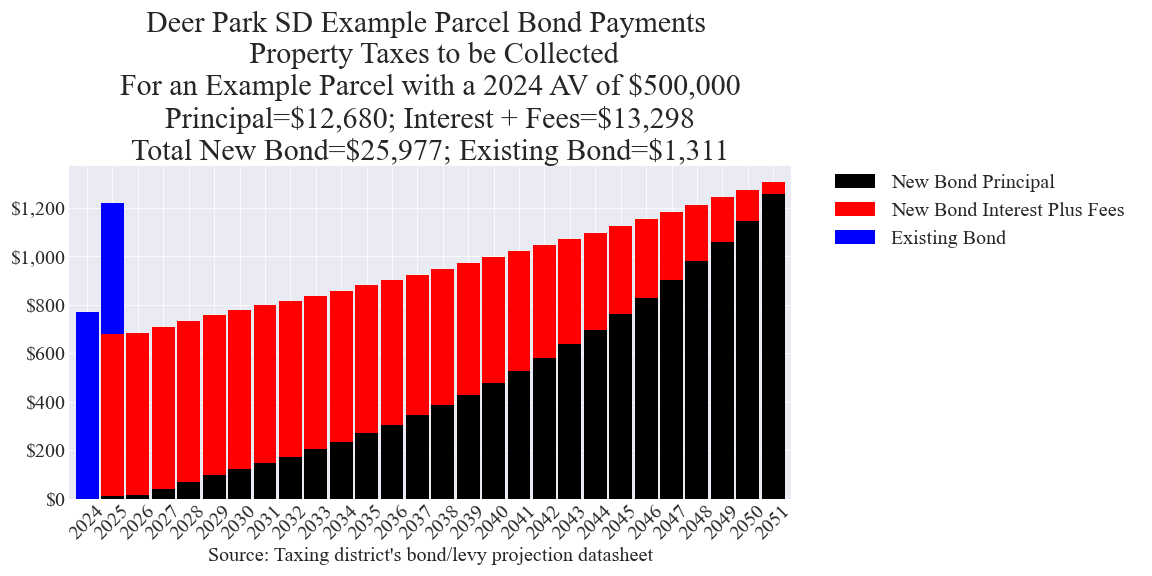 Deer Park SD Example Parcel Bond Payments
Property Taxes to be Collected
For an Example Parcel with a 2024 AV of $500,000
Principal=$12,680; Interest + Fees=$13,298
Total New Bond=$25,977; Existing Bond=$1,311
New Bond Principal
New Bond Interest Plus Fees
Existing Bond
$1,200
$1,000
$800
$600
$400
$200
$0
2024 2025 2026 2027 2028 2029 2030 2031 2032 2033 2034 2035 2036 2037 2038 2039 2040 2041 2042 2043 2044 2045 2046 2047 2048 2049 2050 2051
Source: Taxing district's bond/levy projection datasheet